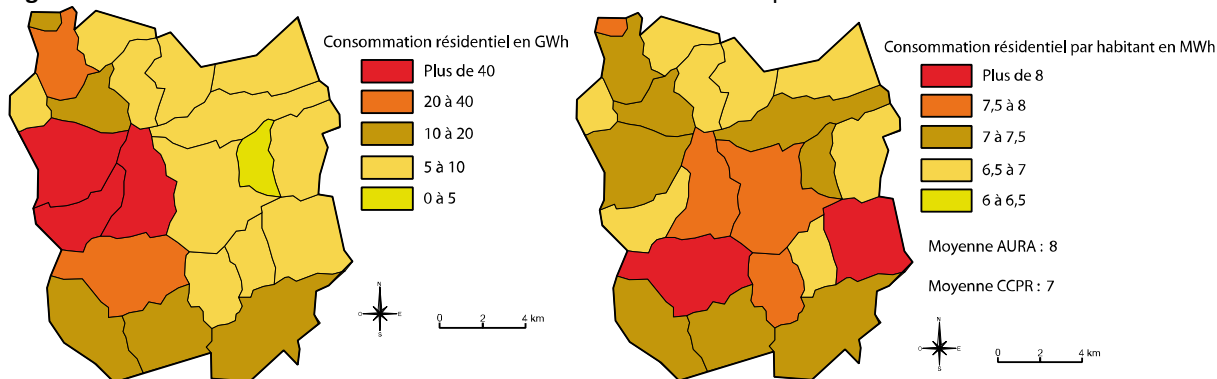 Consommation résidentiel en GWh
Plus de 40
20 à 40
10 à 20
5 à 10
0 à 5
N
O
E
S
0 2 4 km
Consommation résidentiel par habitant en MWh
Plus de 8
7,5 à 8
7 à 7,5
6,5 à 7
6 à 6,5
Moyenne AURA : 8
Moyenne CCPR : 7
N
O
E
S
0 2 4 km